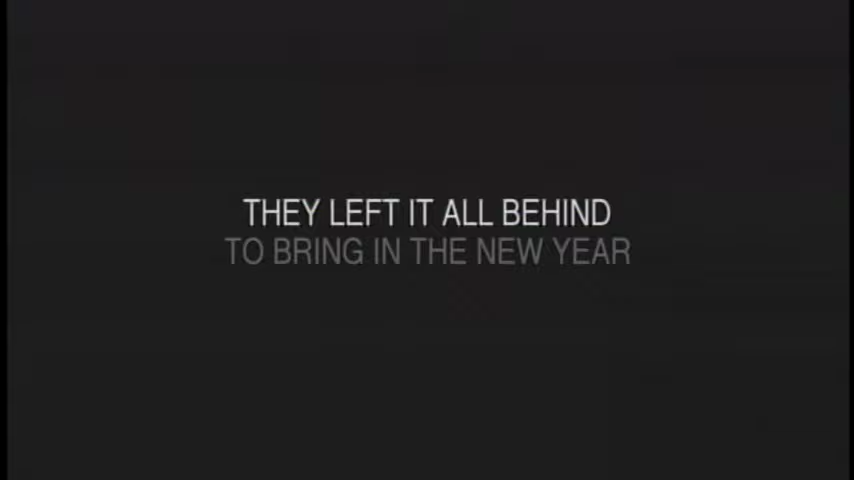 THEY LEFT IT ALL BEHIND
TO BRING IN THE NEW YEAR